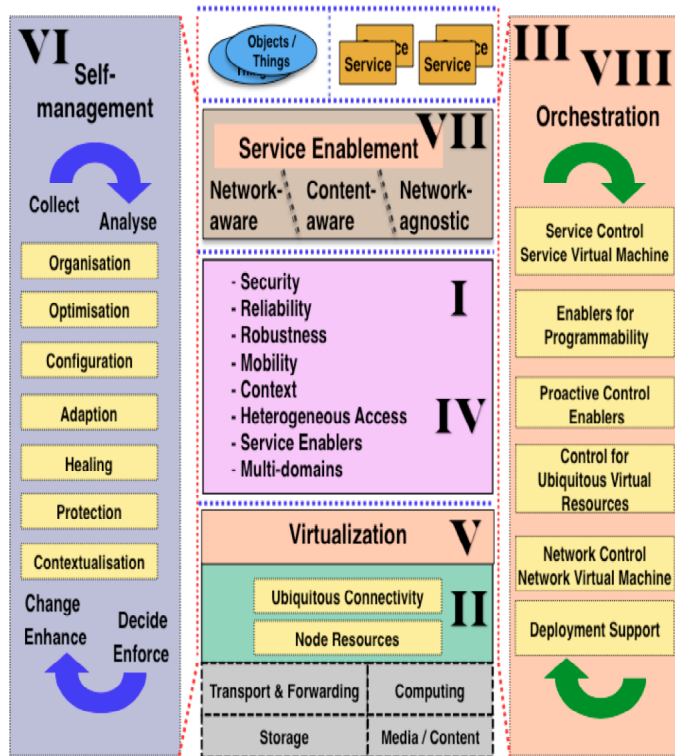 VI
Self-
management
Collect
Analyse
Organisation
Optimisation
Configuration
Adaption
Healing
Protection
Contextualisation
Change
Enhance
Decide
Enforce
Objects /
Things
Service
Service
VII
Service Enablement
Network-
aware
Content-
aware
Network-
agnostic
I
- Security
- Reliability
- Robustness
- Mobility
- Context
- Heterogeneous Access
- Service Enablers
- Multi-domains
IV
Virtualization
V
II
Ubiquitous Connectivity
Node Resources
Transport & Forwarding
Computing
Storage
Media / Content
III
VIII
Orchestration
Service Control
Service Virtual Machine
Enablers for
Programmability
Proactive Control
Enablers
Control for
Ubiquitous Virtual
Resources
Network Control
Network Virtual Machine
Deployment Support